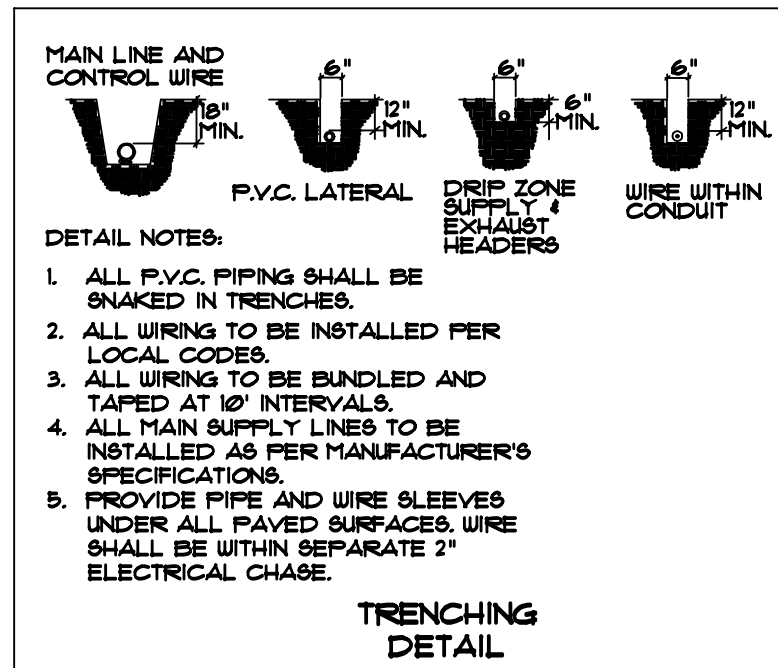 MAIN LINE AND
CONTROL WIRE
18"
MIN.
6"
12"
MIN.
P.V.C. LATERAL
6"
6"
MIN.
DRIP ZONE
SUPPLY &
EXHAUST
HEADERS
6"
12"
MIN.
WIRE WITHIN
CONDUIT
DETAIL NOTES:
1. ALL P.V.C. PIPING SHALL BE
SNAKED IN TRENCHES.
2. ALL WIRING TO BE INSTALLED PER
LOCAL CODES.
3. ALL WIRING TO BE BUNDLED AND
TAPED AT 10' INTERVALS.
4. ALL MAIN SUPPLY LINES TO BE
INSTALLED AS PER MANUFACTURER'S
SPECIFICATIONS.
5. PROVIDE PIPE AND WIRE SLEEVES
UNDER ALL PAVED SURFACES. WIRE
SHALL BE WITHIN SEPARATE 2"
ELECTRICAL CHASE.
TRENCHING
DETAIL